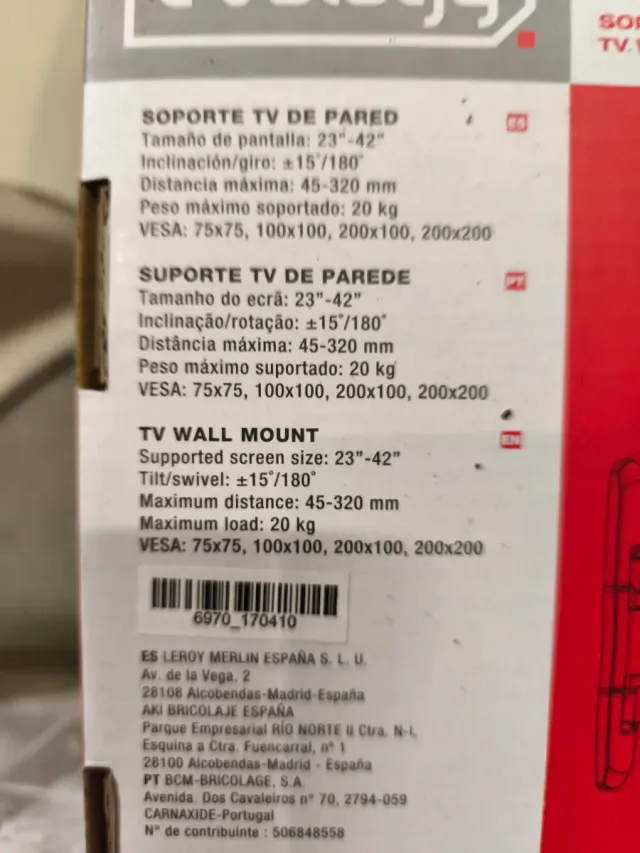 SOPORTE TV DE PARED
ES
Tamaño de pantalla: 23"-42"
Inclinación/giro: ±15°/180°
Distancia máxima: 45-320 mm
Peso máximo soportado: 20 kg
VESA: 75x75, 100x100, 200x100, 200x200
SUPORTE TV DE PAREDE
PT
Tamanho do ecrã: 23"-42"
Inclinação/rotação: ±15°/180°
Distância máxima: 45-320 mm
Peso máximo suportado: 20 kg
VESA: 75x75, 100x100, 200x100, 200x200
TV WALL MOUNT
EN
Supported screen size: 23"-42"
Tilt/swivel: ±15°/180°
Maximum distance: 45-320 mm
Maximum load: 20 kg
VESA: 75x75, 100x100, 200x100, 200x200
6970_170410
ES LEROY MERLIN ESPAÑA S. L. U.
Av. de la Vega, 2
28108 Alcobendas-Madrid-España
AKI BRICOLAJE ESPAÑA
Parque Empresarial RÍO NORTE II Ctra. N-I,
Esquina a Ctra. Fuencarral, nº 1
28100 Alcobendas-Madrid - España
PT BCM-BRICOLAGE, S.A.
Avenida. Dos Cavaleiros nº 70, 2794-059
CARNAXIDE-Portugal
Nº de contribuinte : 506848558